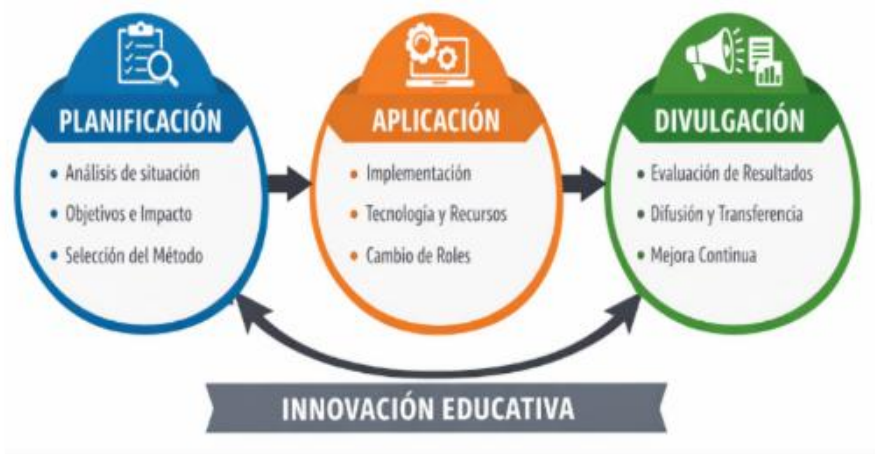 PLANIFICACIÓN
• Análisis de situación
• Objetivos e Impacto
• Selección del Método
APLICACIÓN
• Implementación
• Tecnología y Recursos
• Cambio de Roles
DIVULGACIÓN
• Evaluación de Resultados
• Difusión y Transferencia
• Mejora Continua
INNOVACIÓN EDUCATIVA